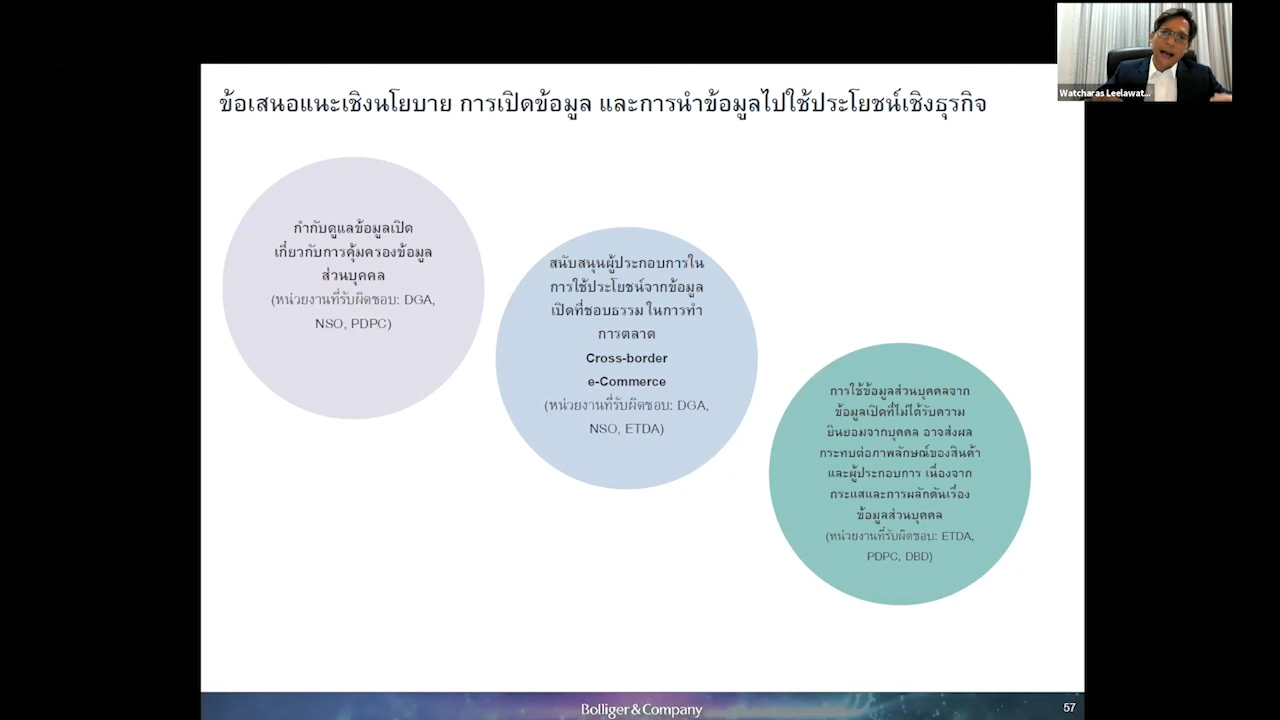 Watcharas Leelawat...
ข้อเสนอแนะเชิงนโยบาย การเปิดข้อมูล และการนำข้อมูลไปใช้ประโยชน์เชิงธุรกิจ
กำกับดูแลข้อมูลเปิด
เกี่ยวกับการคุ้มครองข้อมูล
ส่วนบุคคล
(หน่วยงานที่รับผิดชอบ: DGA,
NSO, PDPC)
สนับสนุนผู้ประกอบการใน
การใช้ประโยชน์จากข้อมูล
เปิดที่ชอบธรรม ในการทำ
การตลาด
Cross-border
e-Commerce
(หน่วยงานที่รับผิดชอบ: DGA,
NSO, ETDA)
การใช้ข้อมูลส่วนบุคคลจาก
ข้อมูลเปิดที่ไม่ได้รับความ
ยินยอมจากบุคคล อาจส่งผล
กระทบต่อภาพลักษณ์ของสินค้า
และผู้ประกอบการ เนื่องจาก
กระแสและการผลักดันเรื่อง
ข้อมูลส่วนบุคคล
(หน่วยงานที่รับผิดชอบ: ETDA,
PDPC, DBD)
Bolliger & Company
57